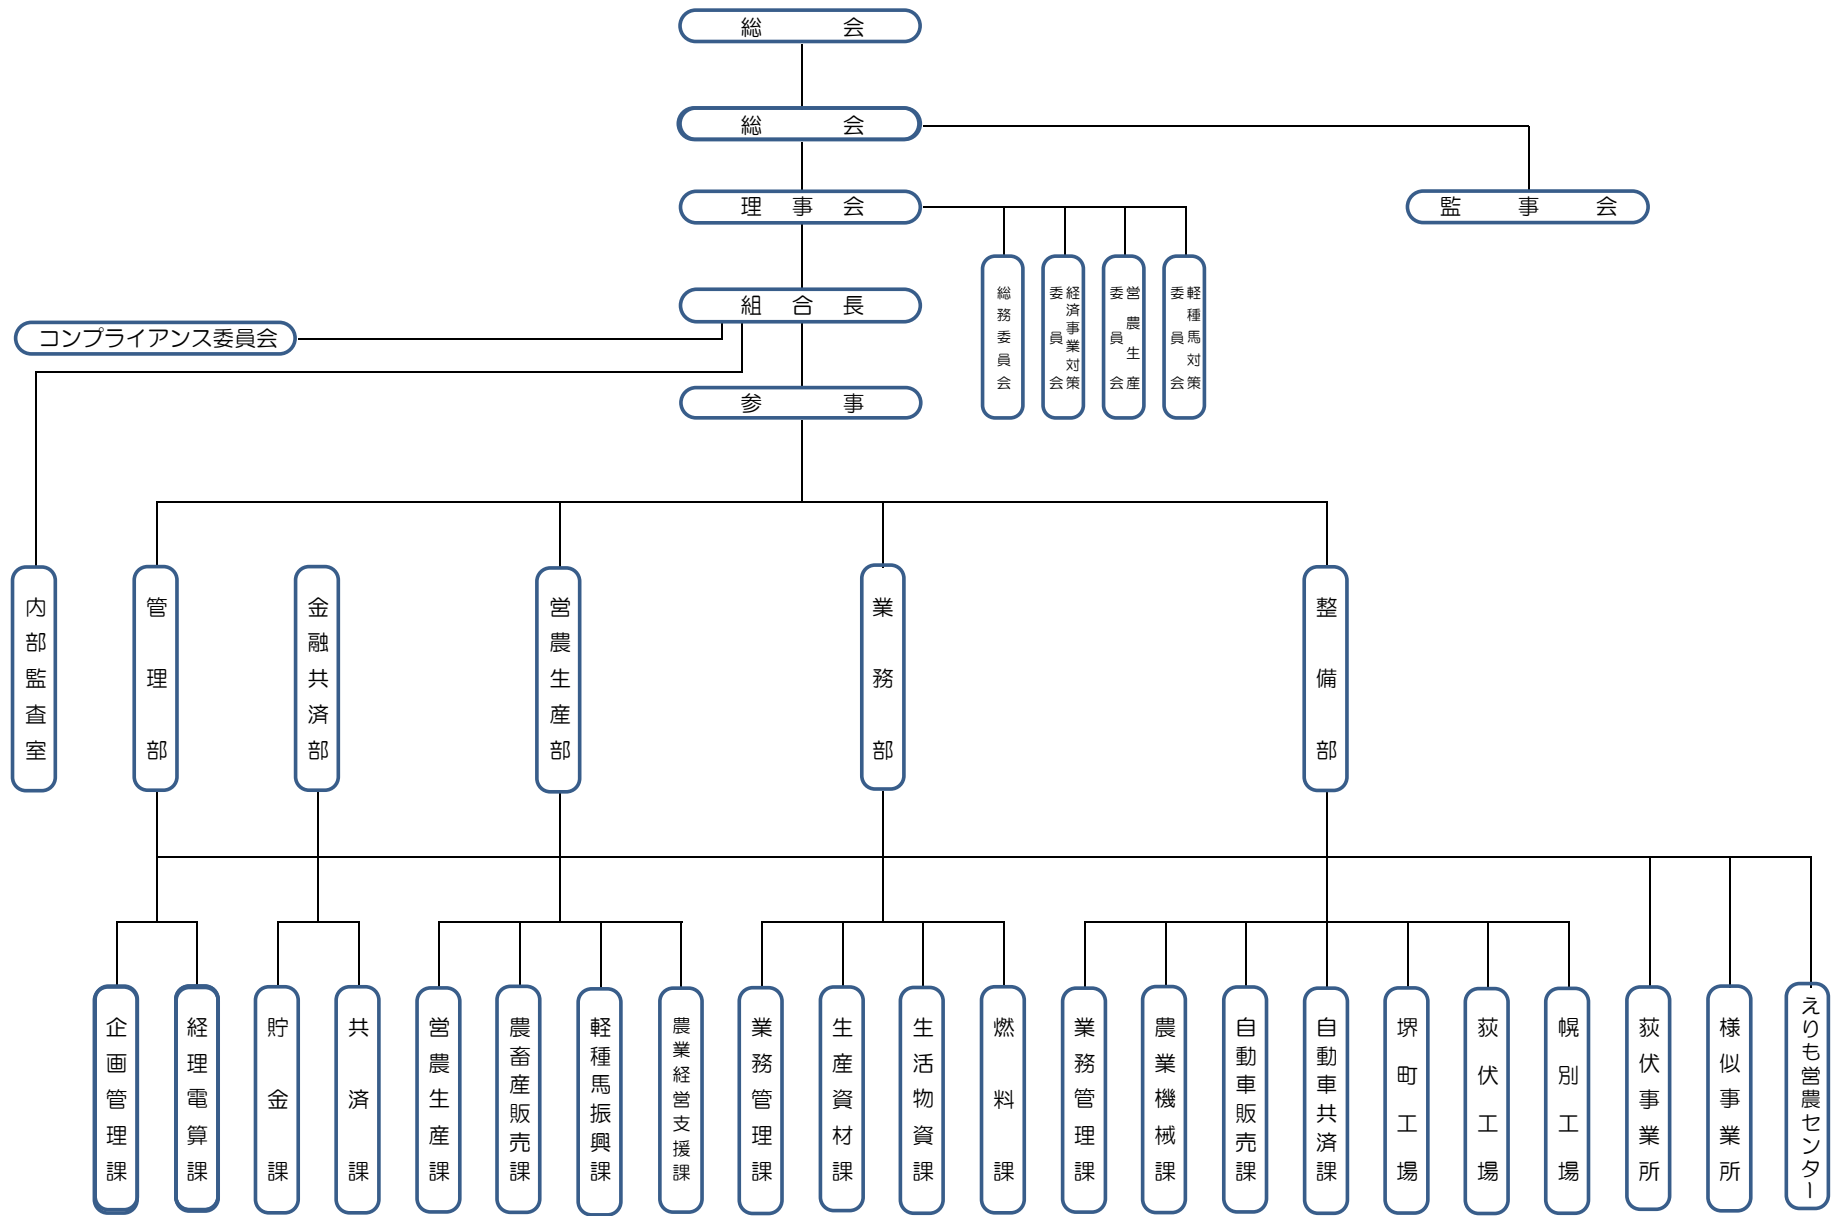 総会
総会
理事会
監事会
総務委員会
経済事業対策
委員会
営農生産
委員会
軽種馬対策
委員会
組合長
コンプライアンス委員会
参事
内部監査室
管理部
金融共済部
営農生産部
業務部
整備部
企画管理課
経理電算課
貯金課
共済課
営農生産課
農畜産販売課
軽種馬振興課
農業経営支援課
業務管理課
生産資材課
生活物資課
燃料課
業務管理課
農業機械課
自動車販売課
自動車共済課
堺町工場
荻伏工場
幌別工場
荻伏事業所
様似事業所
えりも営農センター